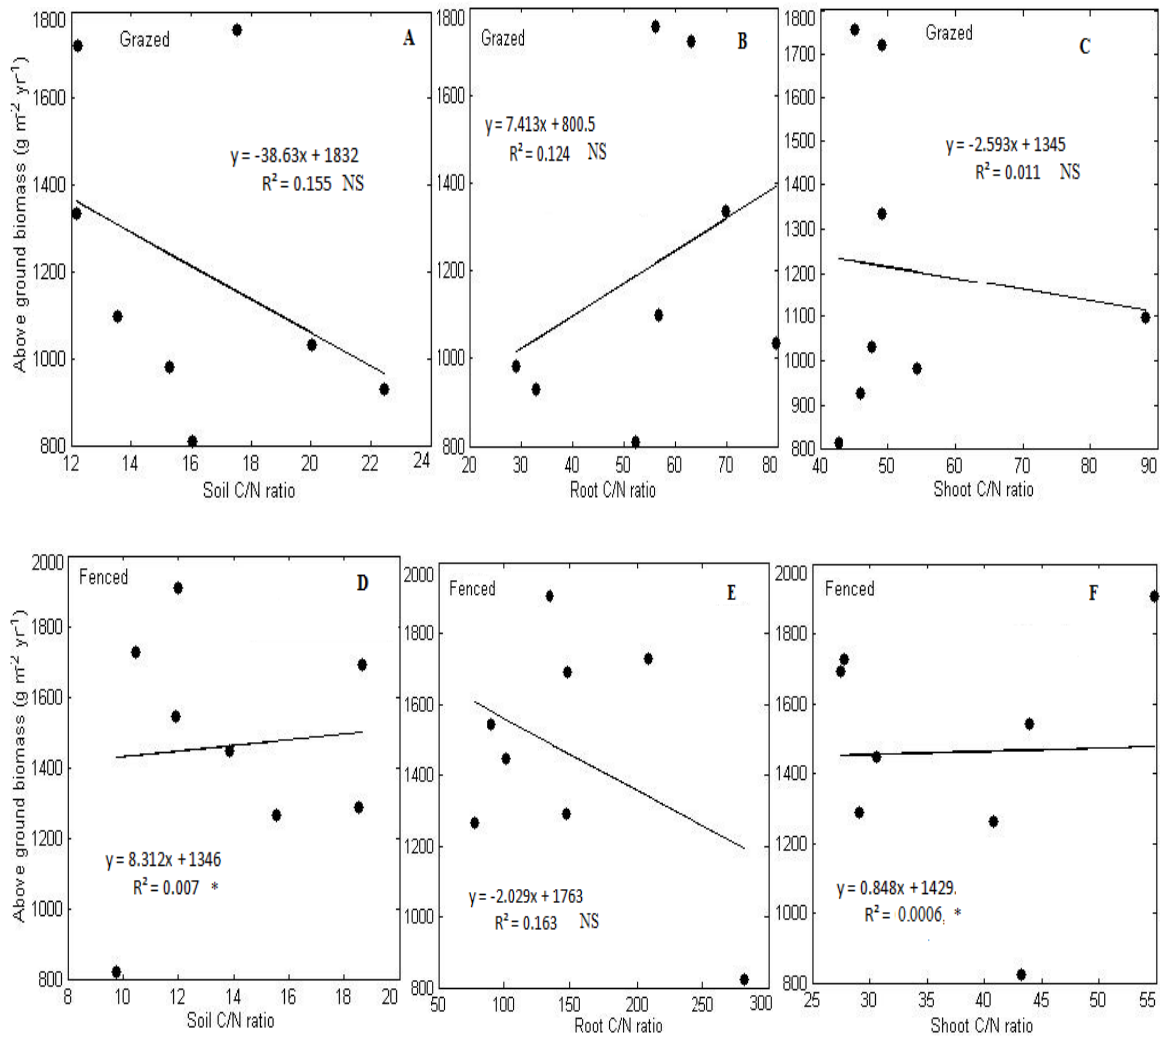 Grazed A
y = -38.63x + 1832
R² = 0.155 NS
Above ground biomass (g m⁻² yr⁻¹)
1800
1600
1400
1200
1000
800
12 14 16 18 20 22 24
Soil C/N ratio
Grazed B
y = 7.413x + 800.5
R² = 0.124 NS
1800
1600
1400
1200
1000
800
20 30 40 50 60 70 80
Root C/N ratio
Grazed C
y = -2.593x + 1345
R² = 0.011 NS
1800
1700
1600
1500
1400
1300
1200
1100
1000
900
800
40 50 60 70 80 90
Shoot C/N ratio
Fenced D
y = 8.312x + 1346
R² = 0.007 *
Above ground biomass (g m⁻² yr⁻¹)
2000
1800
1600
1400
1200
1000
800
8 10 12 14 16 18 20
Soil C/N ratio
Fenced E
y = -2.029x + 1763
R² = 0.163 NS
2000
1800
1600
1400
1200
1000
800
50 100 150 200 250 300
Root C/N ratio
Fenced F
y = 0.848x + 1429.
R² = 0.0006, *
2000
1800
1600
1400
1200
1000
800
25 30 35 40 45 50 55
Shoot C/N ratio